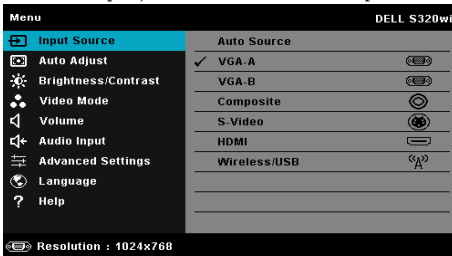 Menu DELL S320wi
Input Source Auto Source
Auto Adjust ✓ VGA-A
Brightness/Contrast VGA-B
Video Mode Composite
Volume S-Video
Audio Input HDMI
Advanced Settings Wireless/USB
Language
? Help
Resolution : 1024x768